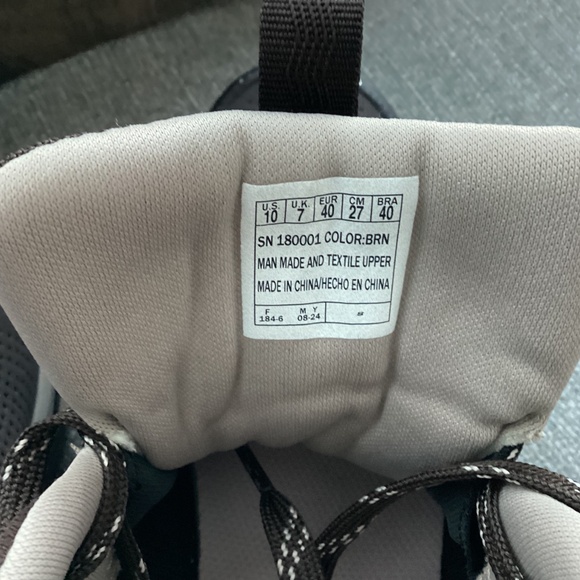 U.S. U.K. EUR CM BRA
10 7 40 27 40
SN 180001 COLOR:BRN
MAN MADE AND TEXTILE UPPER
MADE IN CHINA/HECHO EN CHINA
F M Y
184-6 08-24